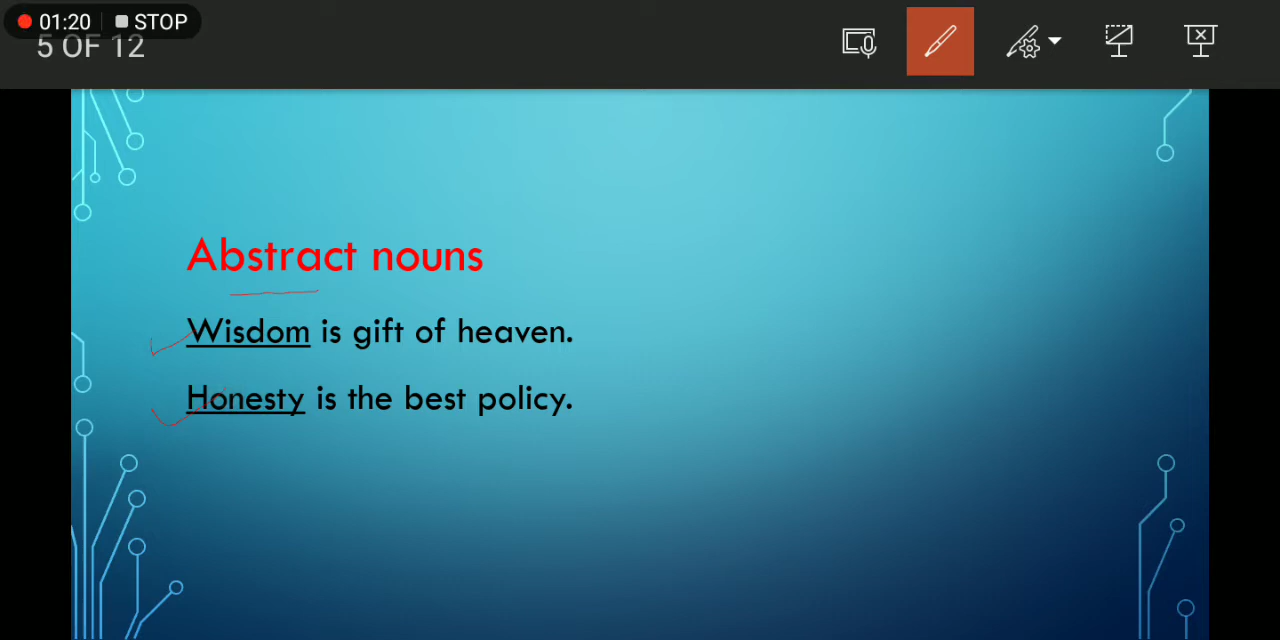 01:20 STOP
5 OF 12
Abstract nouns
Wisdom is gift of heaven.
Honesty is the best policy.